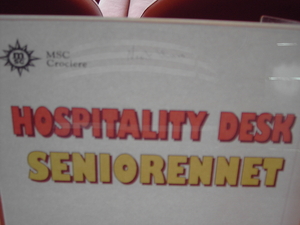 MSC
Crociere
HOSPITALITY DESK
SENIORENNET